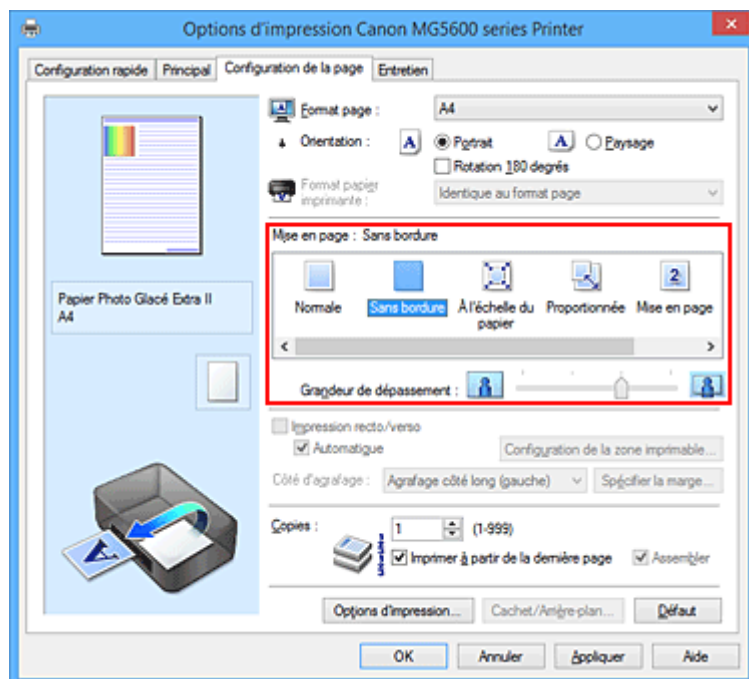 Options d'impression Canon MG5600 series Printer
Configuration rapide Principal Configuration de la page Entretien
Format page : A4
Orientation : A Portrait A Paysage
Rotation 180 degrés
Format papier imprimante : Identique au format page
Mise en page : Sans bordure
Normale Sans bordure À l'échelle du papier Proportionnée 2 Mise en page
Papier Photo Glacé Extra II
A4
Grandeur de dépassement :
Impression recto/verso
Automatique Configuration de la zone imprimable...
Côté d'agrafage : Agrafage côté long (gauche) Spécifier la marge...
Copies : 1 (1-999)
Imprimer à partir de la dernière page Assembler
Options d'impression... Cachet/Arrière-plan... Défaut
OK Annuler Appliquer Aide